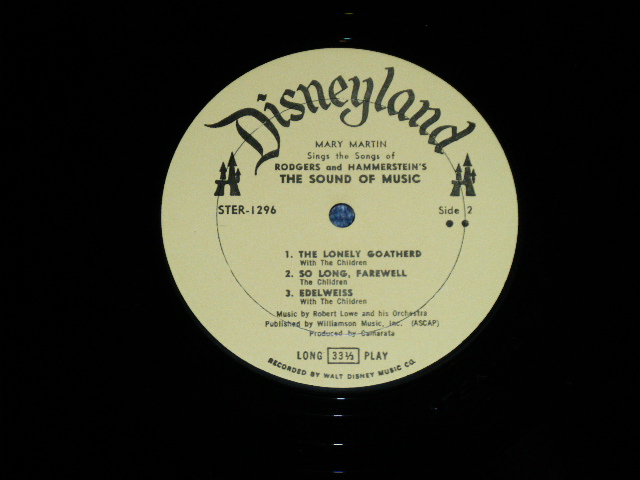 Disneyland
MARY MARTIN
Sings the Songs of
RODGERS and HAMMERSTEIN'S
THE SOUND OF MUSIC
STER-1296
Side 2
1. THE LONELY GOATHERD
With The Children
2. SO LONG, FAREWELL
The Children
3. EDELWEISS
With The Children
Music by Robert Lowe and his Orchestra
Published by Williamson Music, Inc. (ASCAP)
Produced by Camarata
LONG 33⅓ PLAY
RECORDED BY WALT DISNEY MUSIC CO.